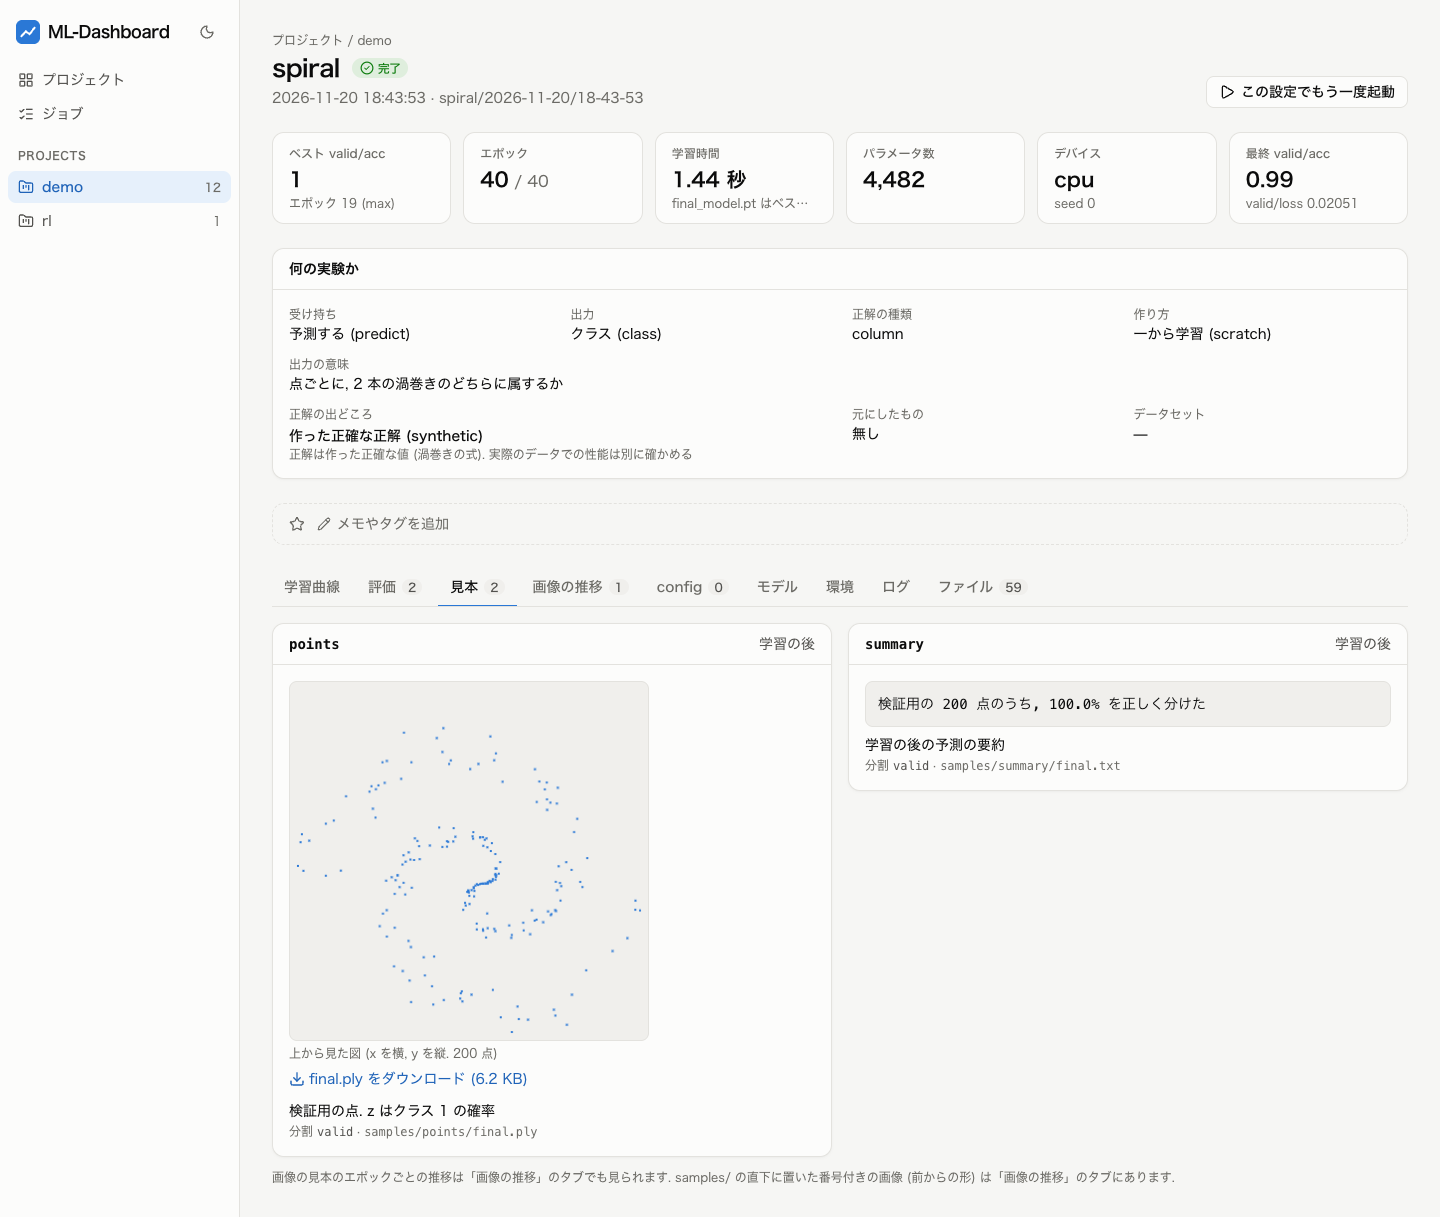 ML-Dashboard
プロジェクト
ジョブ
PROJECTS
demo 12
rl 1
プロジェクト / demo
spiral 完了
2026-11-20 18:43:53 · spiral/2026-11-20/18-43-53
この設定でもう一度起動
ベスト valid/acc
1
エポック 19 (max)
エポック
40 / 40
学習時間
1.44 秒
final_model.pt はベス…
パラメータ数
4,482
デバイス
cpu
seed 0
最終 valid/acc
0.99
valid/loss 0.02051
何の実験か
受け持ち
予測する (predict)
出力
クラス (class)
正解の種類
column
作り方
一から学習 (scratch)
出力の意味
点ごとに, 2 本の渦巻きのどちらに属するか
正解の出どころ
作った正確な正解 (synthetic)
正解は作った正確な値 (渦巻きの式). 実際のデータでの性能は別に確かめる
元にしたもの
無し
データセット
—
メモやタグを追加
学習曲線 評価 2 見本 2 画像の推移 1 config 0 モデル 環境 ログ ファイル 59
points 学習の後
上から見た図 (x を横, y を縦. 200 点)
final.ply をダウンロード (6.2 KB)
検証用の点. z はクラス 1 の確率
分割 valid · samples/points/final.ply
summary 学習の後
検証用の 200 点のうち, 100.0% を正しく分けた
学習の後の予測の要約
分割 valid · samples/summary/final.txt
画像の見本のエポックごとの推移は「画像の推移」のタブでも見られます. samples/ の直下に置いた番号付きの画像 (前からの形) は「画像の推移」のタブにあります.